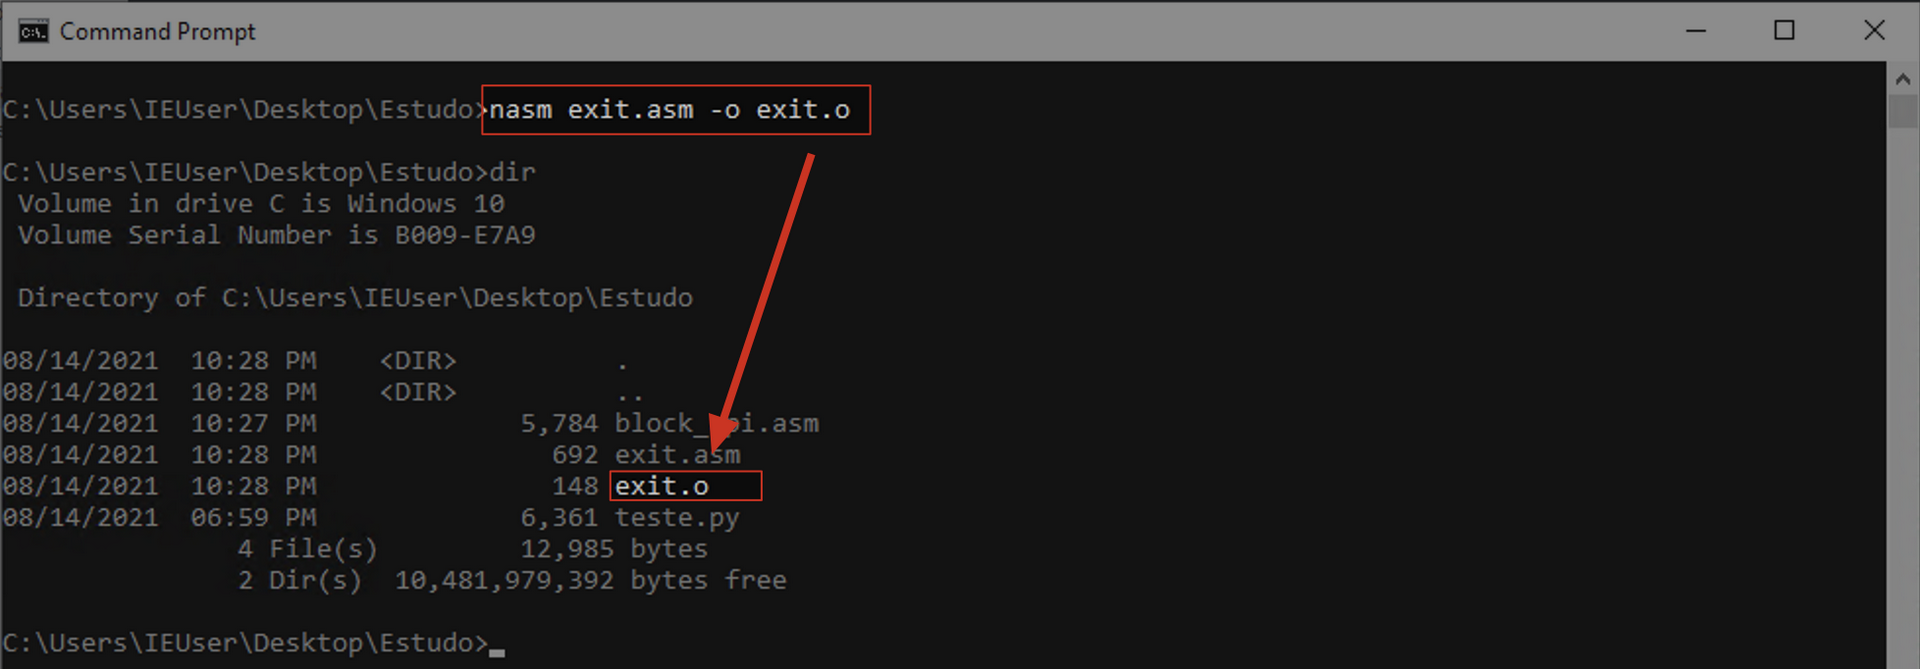 Command Prompt
C:\Users\IEUser\Desktop\Estudo>nasm exit.asm -o exit.o
C:\Users\IEUser\Desktop\Estudo>dir
Volume in drive C is Windows 10
Volume Serial Number is B009-E7A9
Directory of C:\Users\IEUser\Desktop\Estudo
08/14/2021 10:28 PM <DIR> .
08/14/2021 10:28 PM <DIR> ..
08/14/2021 10:27 PM 5,784
08/14/2021 10:28 PM 692 exit.asm
08/14/2021 10:28 PM 148 exit.o
08/14/2021 06:59 PM 6,361 teste.py
4 File(s) 12,985 bytes
2 Dir(s) 10,481,979,392 bytes free
C:\Users\IEUser\Desktop\Estudo>